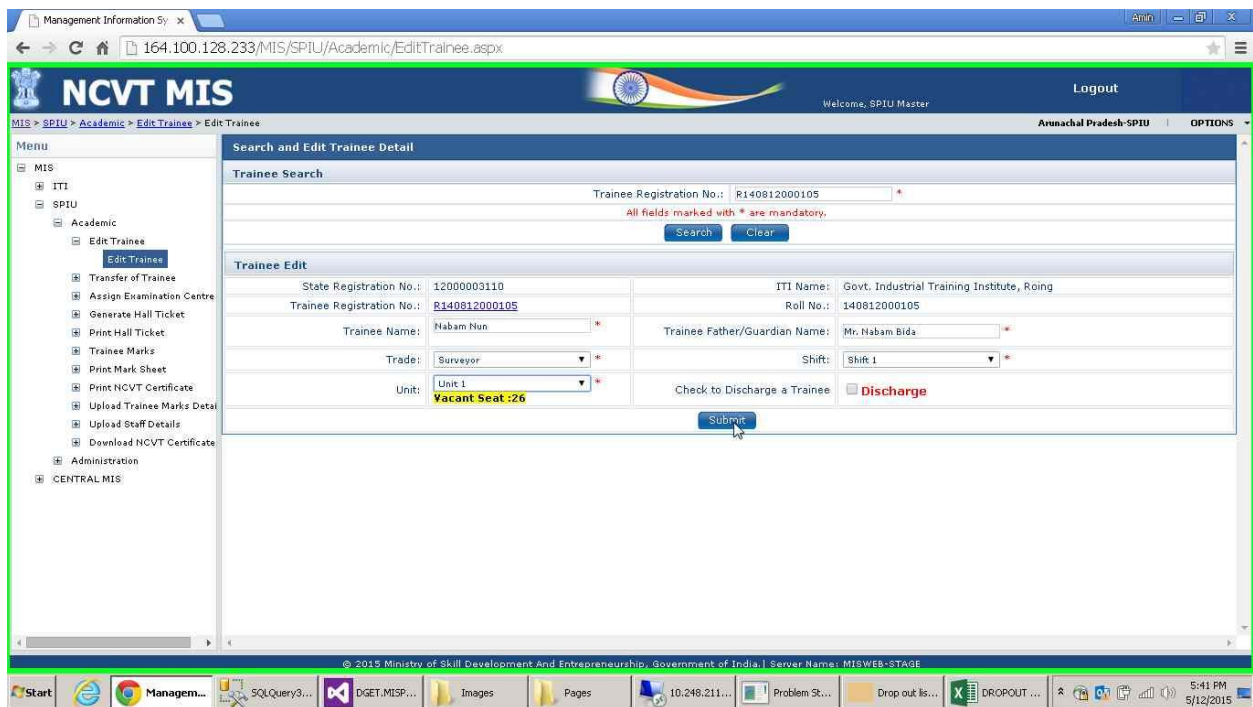 Management Information Sy ×
Amin
164.100.128.233/MIS/SPIU/Academic/EditTrainee.aspx
NCVT MIS
Welcome, SPIU Master
Logout
MIS > SPIU > Academic > Edit Trainee > Edit Trainee
Arunachal Pradesh-SPIU | OPTIONS
Menu
MIS
ITI
SPIU
Academic
Edit Trainee
Edit Trainee
Transfer of Trainee
Assign Examination Centre
Generate Hall Ticket
Print Hall Ticket
Trainee Marks
Print Mark Sheet
Print NCVT Certificate
Upload Trainee Marks Detai
Upload Staff Details
Download NCVT Certificate
Administration
CENTRAL MIS
Search and Edit Trainee Detail
Trainee Search
Trainee Registration No.: R140812000105 *
All fields marked with * are mandatory.
Search Clear
Trainee Edit
State Registration No.: 12000003110 ITI Name: Govt. Industrial Training Institute, Roing
Trainee Registration No.: R140812000105 Roll No.: 140812000105
Trainee Name: Nabam Nun * Trainee Father/Guardian Name: Mr. Nabam Bida *
Trade: Surveyor * Shift: Shift 1 *
Unit: Unit 1 * Check to Discharge a Trainee Discharge
Vacant Seat :26
Submit
© 2015 Ministry of Skill Development And Entrepreneurship, Government of India.| Server Name: MISWEB-STAGE
Start Managem... SQLQuery3... DGET.MISP... Images Pages 10.248.211... Problem St... Drop out lis... DROPOUT ... 5:41 PM
5/12/2015